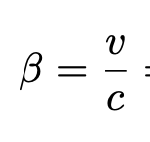 β = v/c =